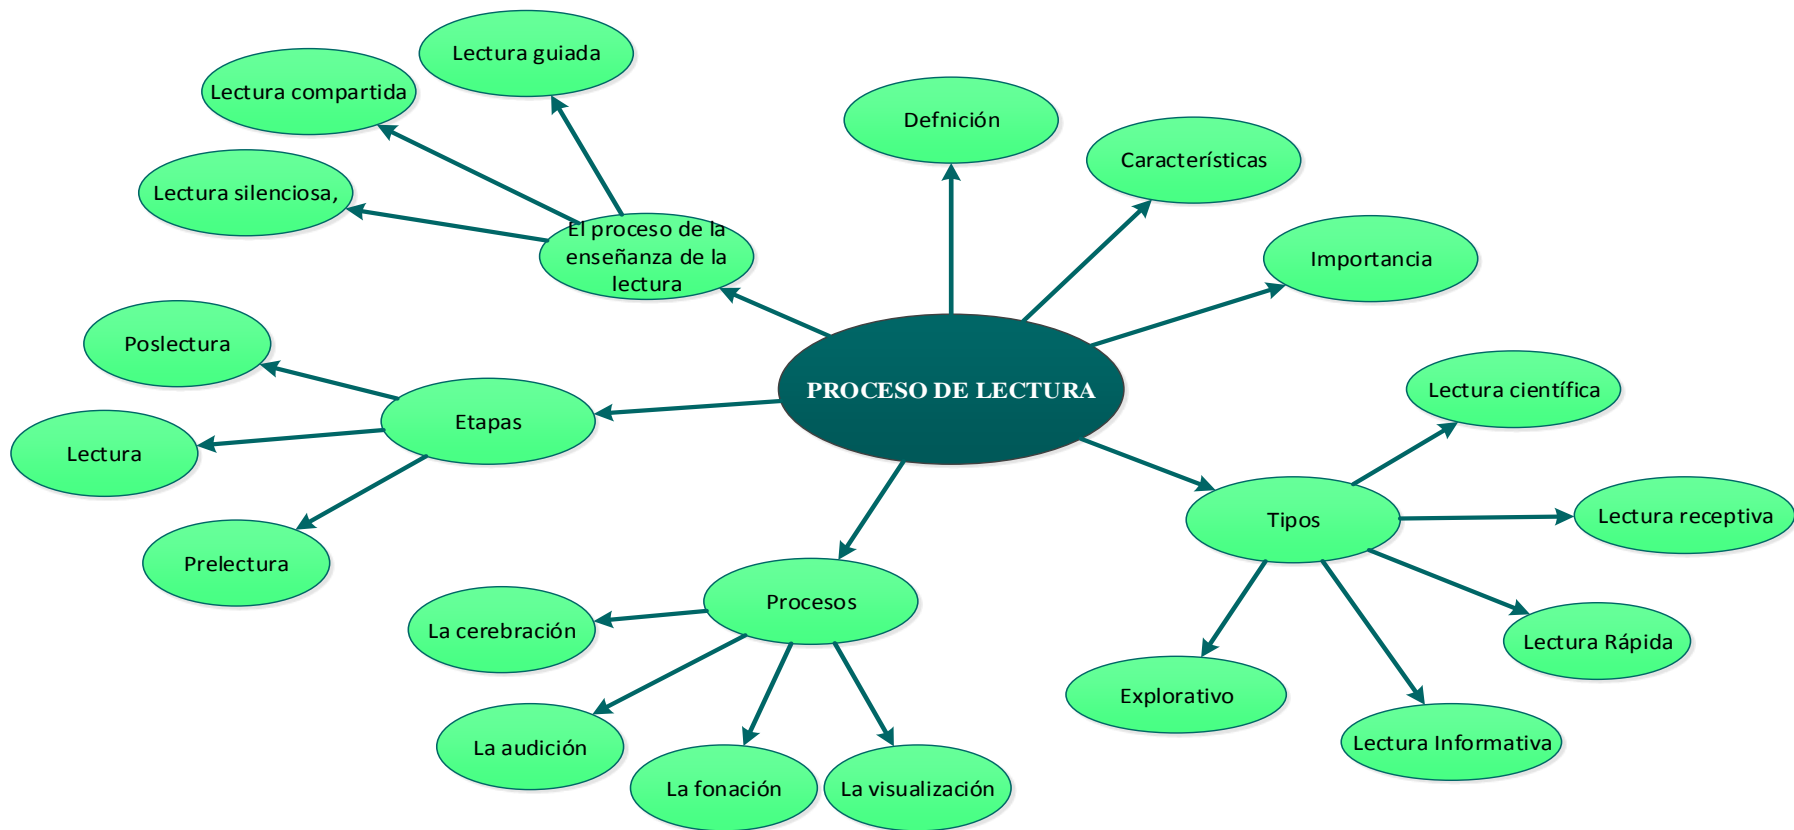 Lectura guiada
Lectura compartida
Lectura silenciosa,
El proceso de la
enseñanza de la
lectura
Defnición
Características
Importancia
PROCESO DE LECTURA
Poslectura
Lectura
Prelectura
Etapas
Procesos
La cerebración
La audición
La fonación
La visualización
Tipos
Lectura científica
Lectura receptiva
Lectura Rápida
Lectura Informativa
Explorativo